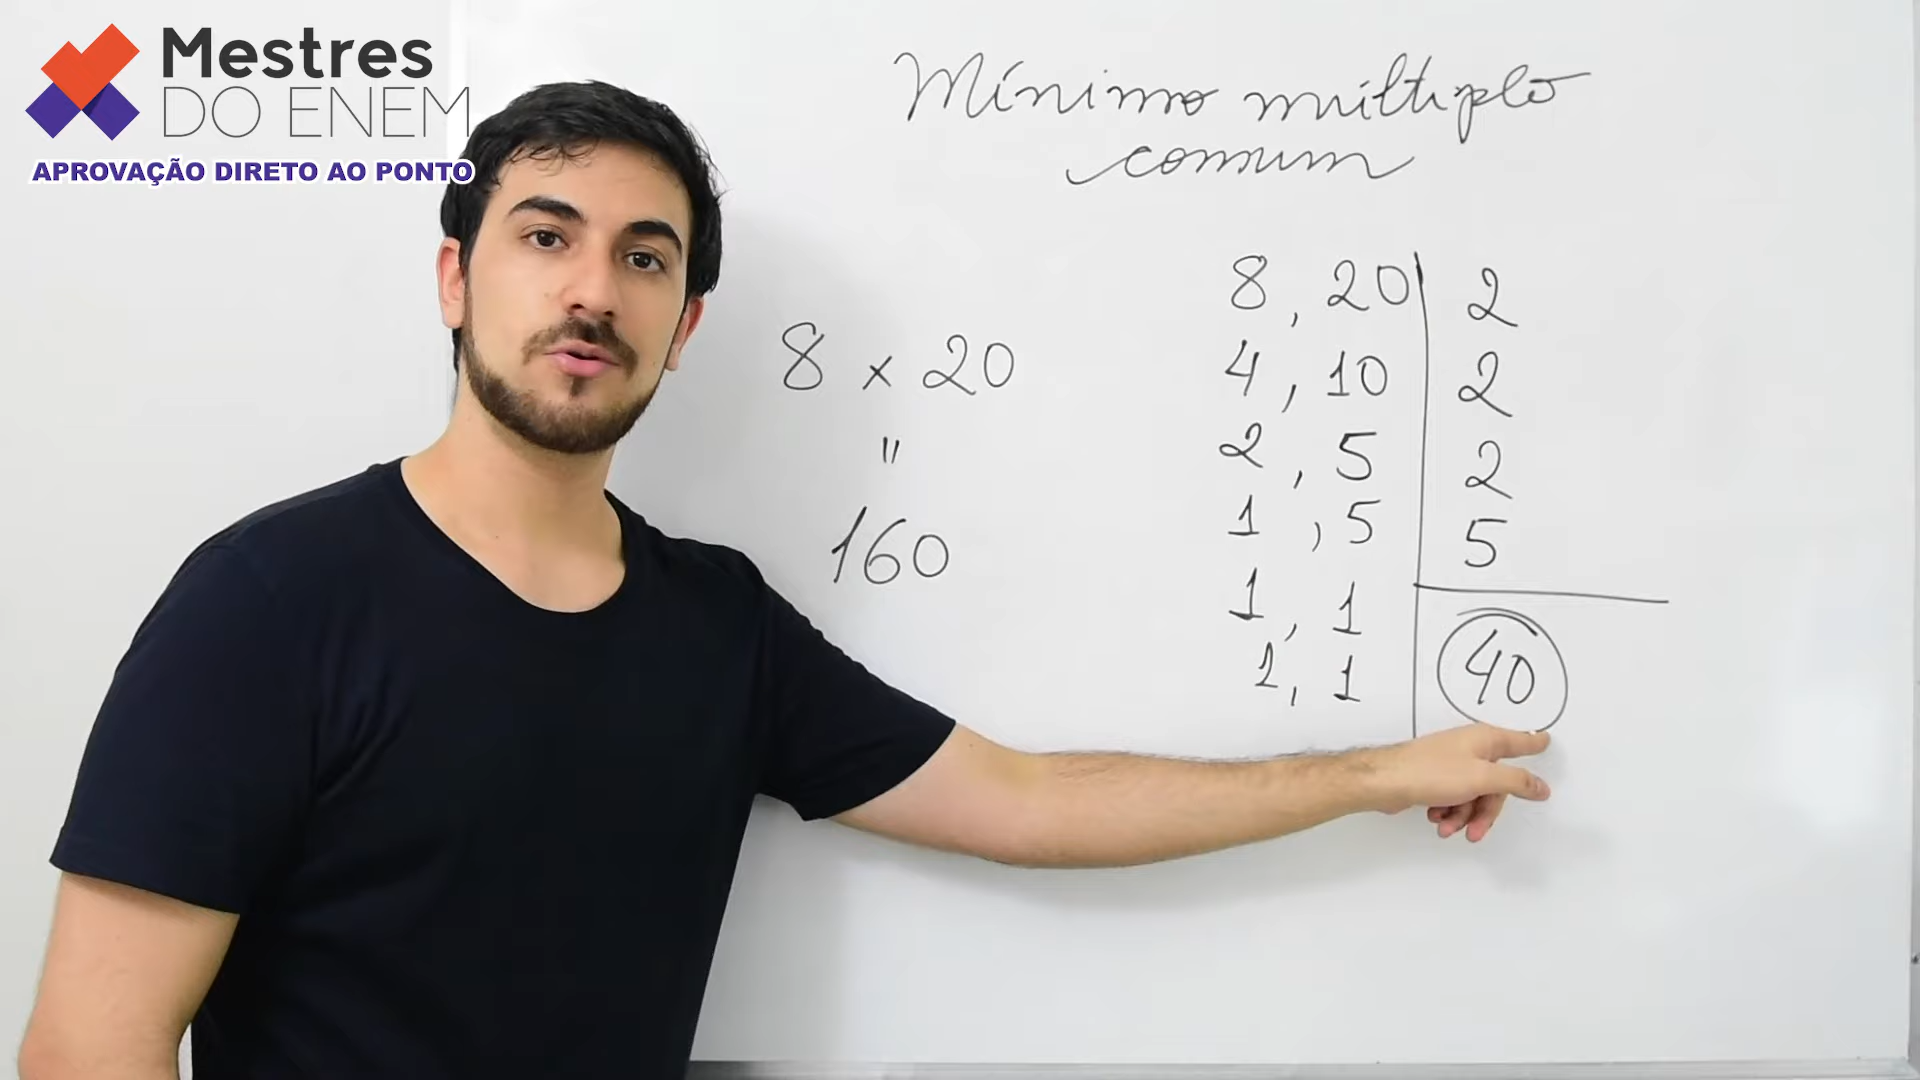 Mestres
DO ENEM
APROVAÇÃO DIRETO AO PONTO
Mínimo múltiplo
comum
8 x 20
"
160
8, 20 | 2
4, 10 | 2
2, 5 | 2
1, 5 | 5
1, 1
1, 1 | 40